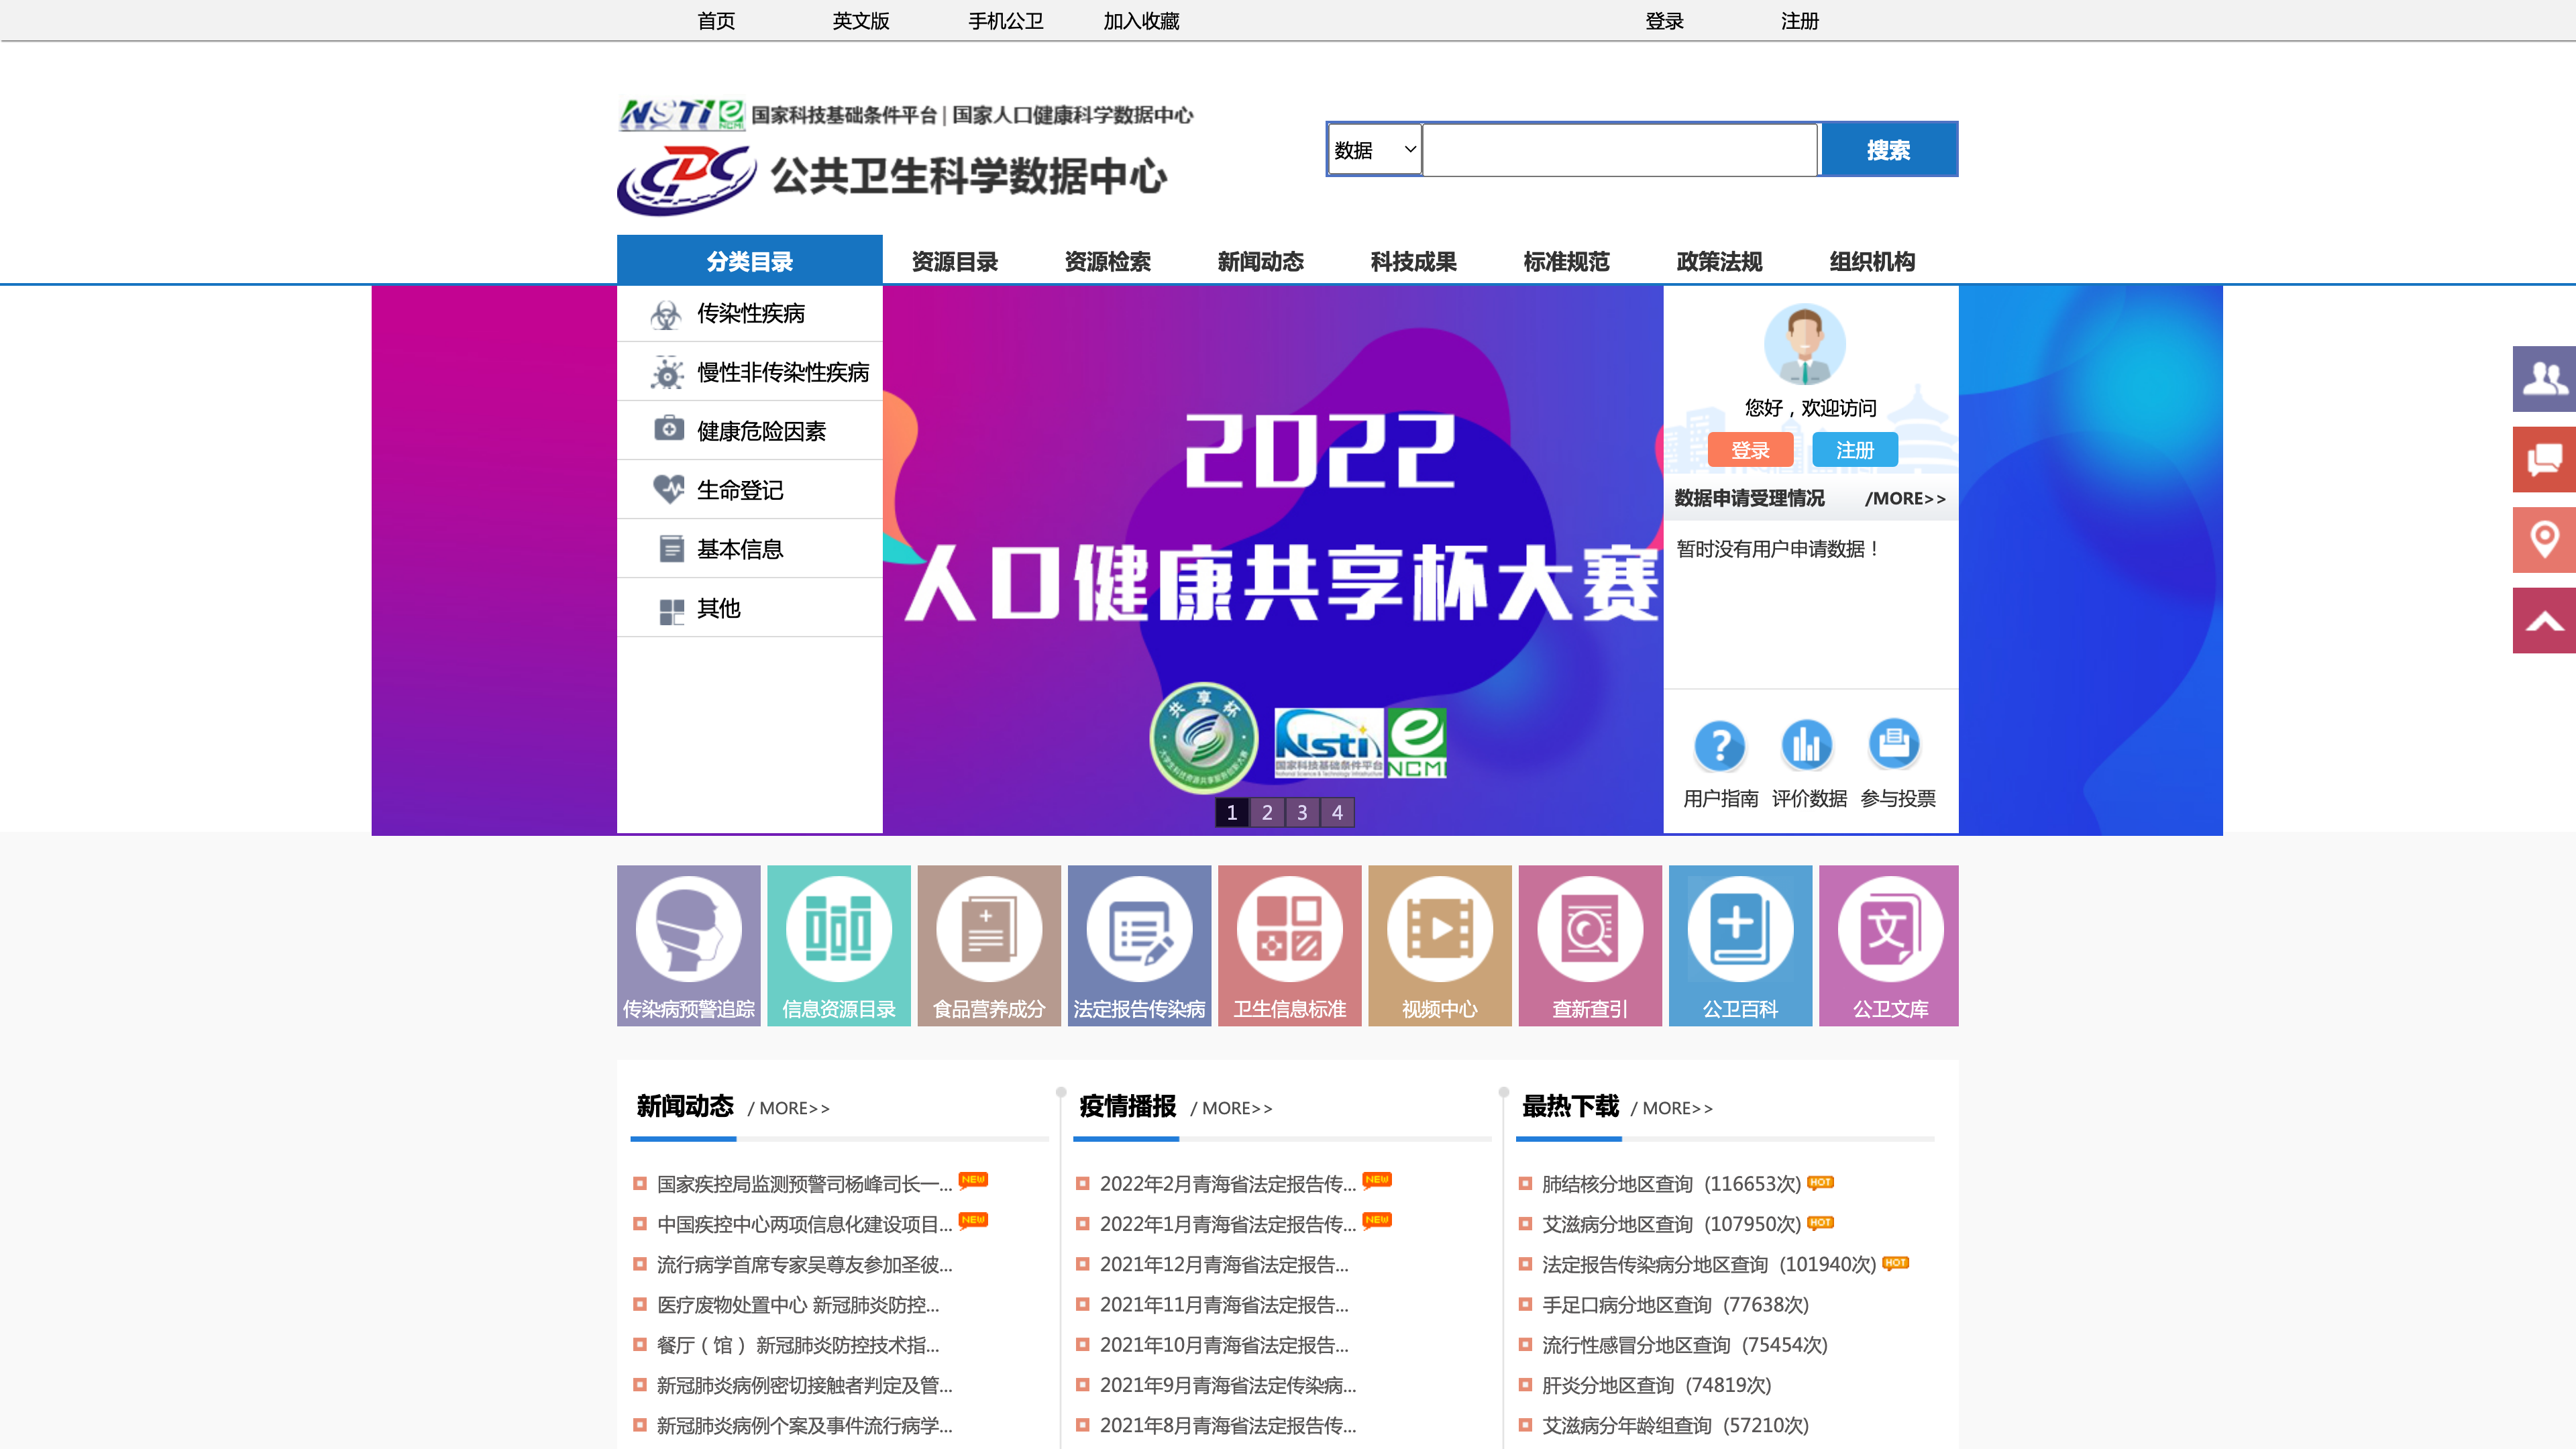 首页 英文版 手机公卫 加入收藏 登录 注册
NSTI e NCMI 国家科技基础条件平台 | 国家人口健康科学数据中心
CDC 公共卫生科学数据中心
数据 搜索
分类目录 资源目录 资源检索 新闻动态 科技成果 标准规范 政策法规 组织机构
传染性疾病
慢性非传染性疾病
健康危险因素
生命登记
基本信息
其他
2022
人口健康共享杯大赛
共享杯
大学生科技资源共享服务创新大赛
Nsti e
国家科技基础条件平台 NCMI
National Science & Technology Infrastructure
1 2 3 4
您好，欢迎访问
登录 注册
数据申请受理情况 /MORE>>
暂时没有用户申请数据！
用户指南 评价数据 参与投票
传染病预警追踪 信息资源目录 食品营养成分 法定报告传染病 卫生信息标准 视频中心 查新查引 公卫百科 文 公卫文库
新闻动态 / MORE>>
国家疾控局监测预警司杨峰司长一... NEW
中国疾控中心两项信息化建设项目... NEW
流行病学首席专家吴尊友参加圣彼...
医疗废物处置中心 新冠肺炎防控...
餐厅（馆） 新冠肺炎防控技术指...
新冠肺炎病例密切接触者判定及管...
新冠肺炎病例个案及事件流行病学...
疫情播报 / MORE>>
2022年2月青海省法定报告传... NEW
2022年1月青海省法定报告传... NEW
2021年12月青海省法定报告...
2021年11月青海省法定报告...
2021年10月青海省法定报告...
2021年9月青海省法定传染病...
2021年8月青海省法定报告传...
最热下载 / MORE>>
肺结核分地区查询 (116653次) HOT
艾滋病分地区查询 (107950次) HOT
法定报告传染病分地区查询 (101940次) HOT
手足口病分地区查询 (77638次)
流行性感冒分地区查询 (75454次)
肝炎分地区查询 (74819次)
艾滋病分年龄组查询 (57210次)